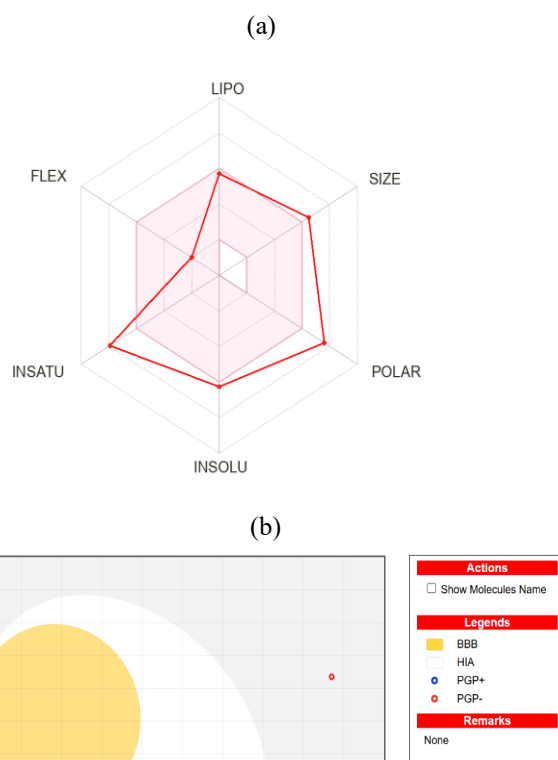 (a)
LIPO
FLEX
SIZE
INSATU
POLAR
INSOLU
(b)
Actions
Show Molecules Name
Legends
BBB
HIA
PGP+
PGP-
Remarks
None